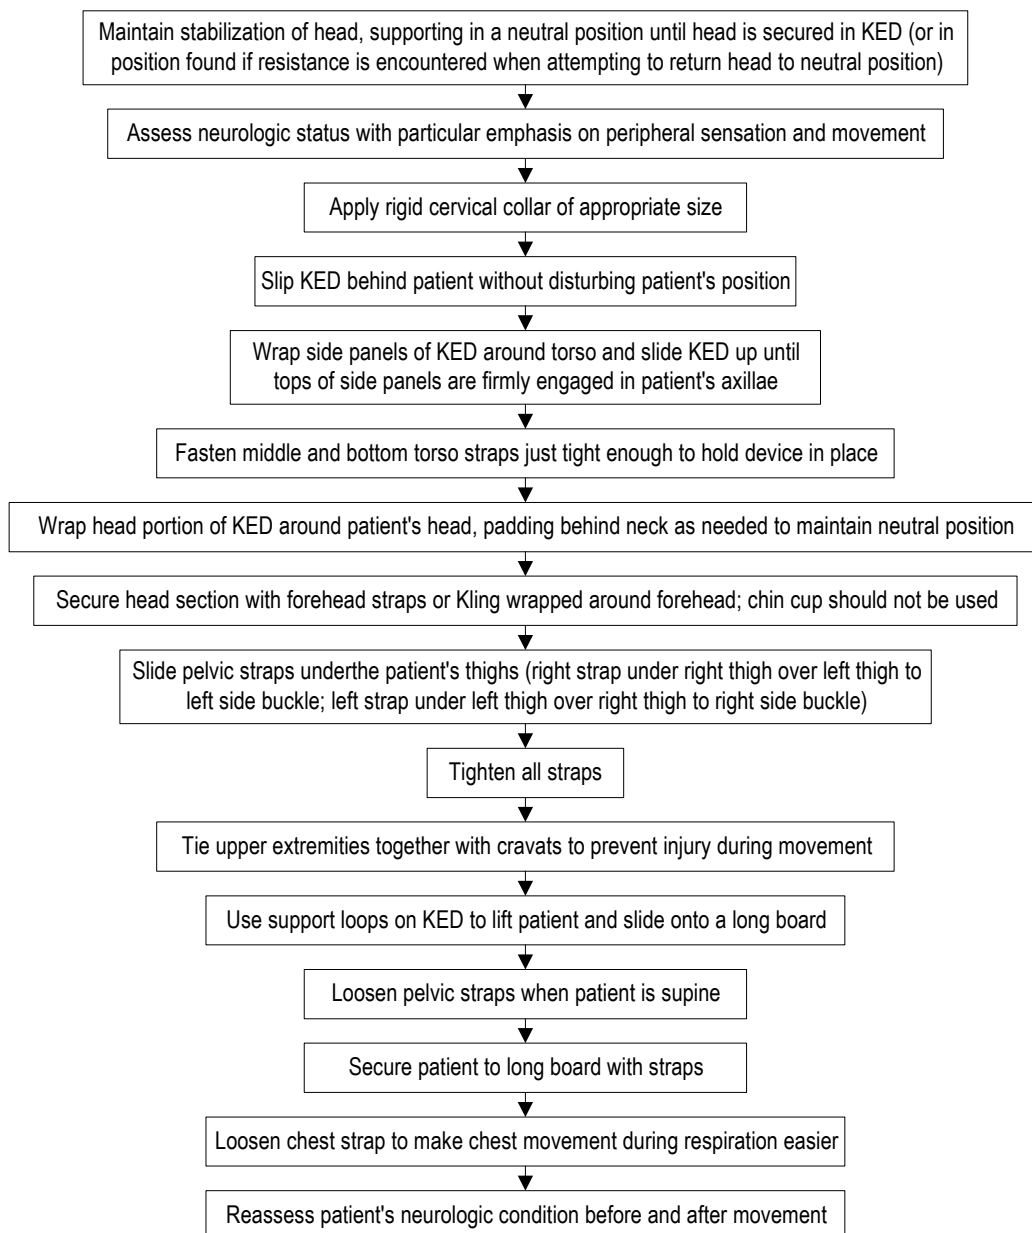 Maintain stabilization of head, supporting in a neutral position until head is secured in KED (or in
position found if resistance is encountered when attempting to return head to neutral position)
Assess neurologic status with particular emphasis on peripheral sensation and movement
Apply rigid cervical collar of appropriate size
Slip KED behind patient without disturbing patient's position
Wrap side panels of KED around torso and slide KED up until
tops of side panels are firmly engaged in patient's axillae
Fasten middle and bottom torso straps just tight enough to hold device in place
Wrap head portion of KED around patient's head, padding behind neck as needed to maintain neutral position
Secure head section with forehead straps or Kling wrapped around forehead; chin cup should not be used
Slide pelvic straps underthe patient's thighs (right strap under right thigh over left thigh to
left side buckle; left strap under left thigh over right thigh to right side buckle)
Tighten all straps
Tie upper extremities together with cravats to prevent injury during movement
Use support loops on KED to lift patient and slide onto a long board
Loosen pelvic straps when patient is supine
Secure patient to long board with straps
Loosen chest strap to make chest movement during respiration easier
Reassess patient's neurologic condition before and after movement